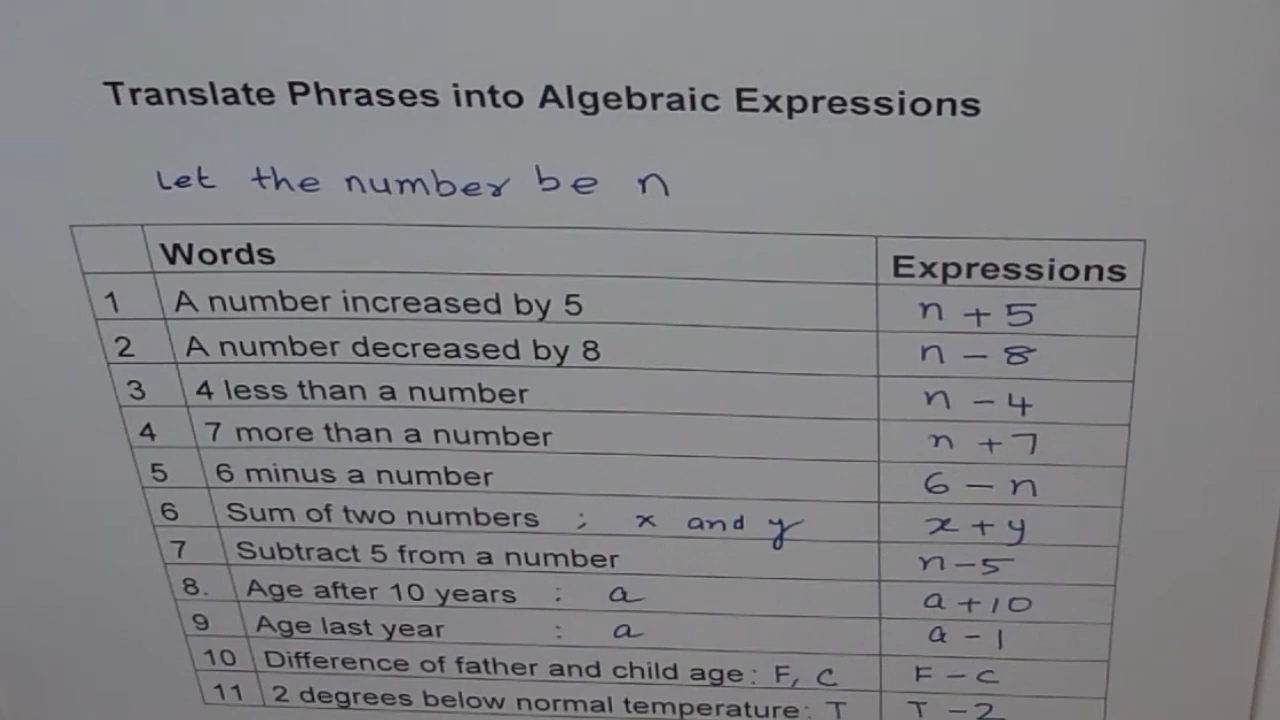 Translate Phrases into Algebraic Expressions
Let the number be n
Words Expressions
1 A number increased by 5 n + 5
2 A number decreased by 8 n - 8
3 4 less than a number n - 4
4 7 more than a number n + 7
5 6 minus a number 6 - n
6 Sum of two numbers ; x and y x + y
7 Subtract 5 from a number n - 5
8. Age after 10 years : a a + 10
9 Age last year : a a - 1
10 Difference of father and child age : F, C F - C
11 2 degrees below normal temperature: T T - 2